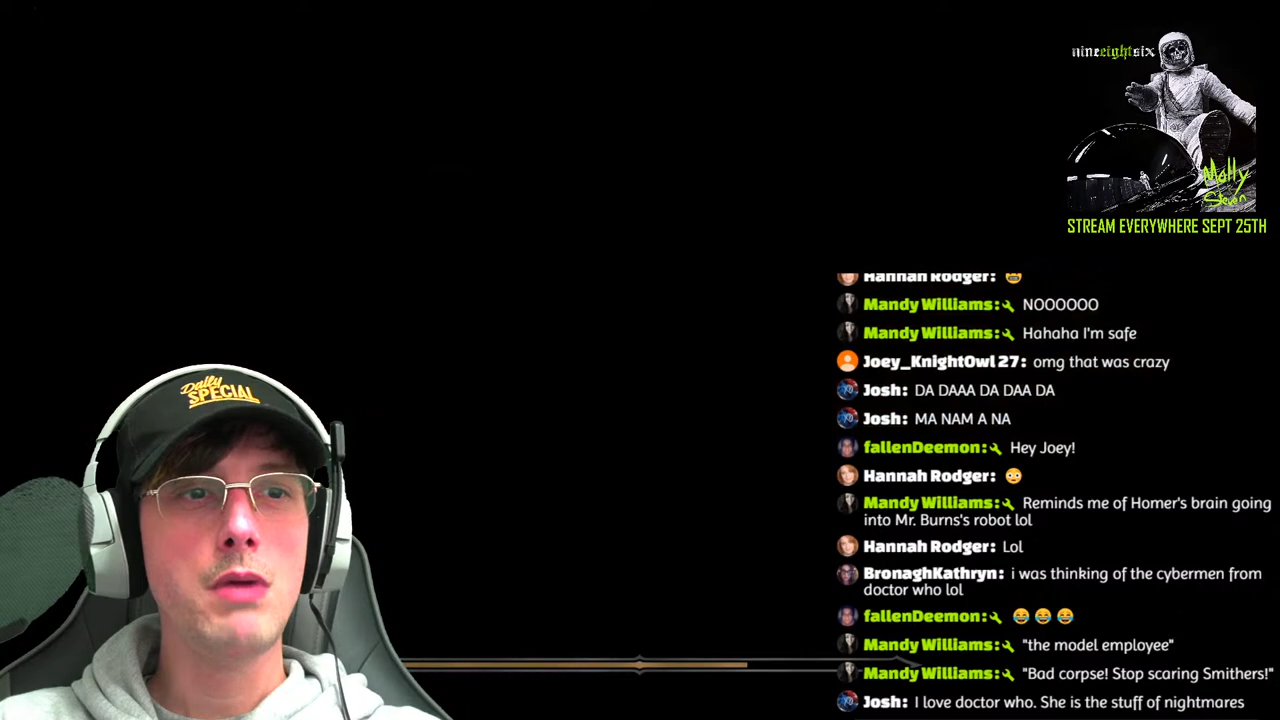 nineeightsix
Molly
Steven
STREAM EVERYWHERE SEPT 25TH
Hannah Rodger: 😁
Mandy Williams: NOOOOOO
Mandy Williams: Hahaha I'm safe
Joey_KnightOwl 27: omg that was crazy
Josh: DA DAAA DA DAA DA
Josh: MA NAM A NA
fallenDeemon: Hey Joey!
Hannah Rodger: 😳
Mandy Williams: Reminds me of Homer's brain going
into Mr. Burns's robot lol
Hannah Rodger: Lol
BronaghKathryn: i was thinking of the cybermen from
doctor who lol
fallenDeemon: 😂 😂 😂
Mandy Williams: "the model employee"
Mandy Williams: "Bad corpse! Stop scaring Smithers!"
Josh: I love doctor who. She is the stuff of nightmares
Daily
SPECIAL